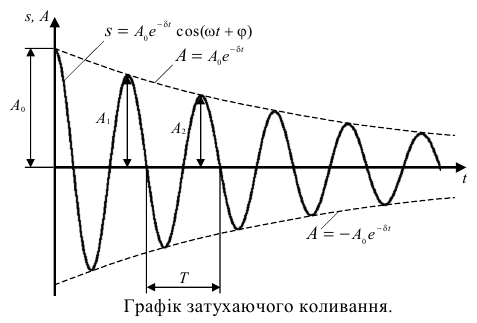 s, A
s = A₀e^−δt cos(ωt + φ)
A = A₀e^−δt
A₀
A₁
A₂
t
A = −A₀e^−δt
T
Графік затухаючого коливання.